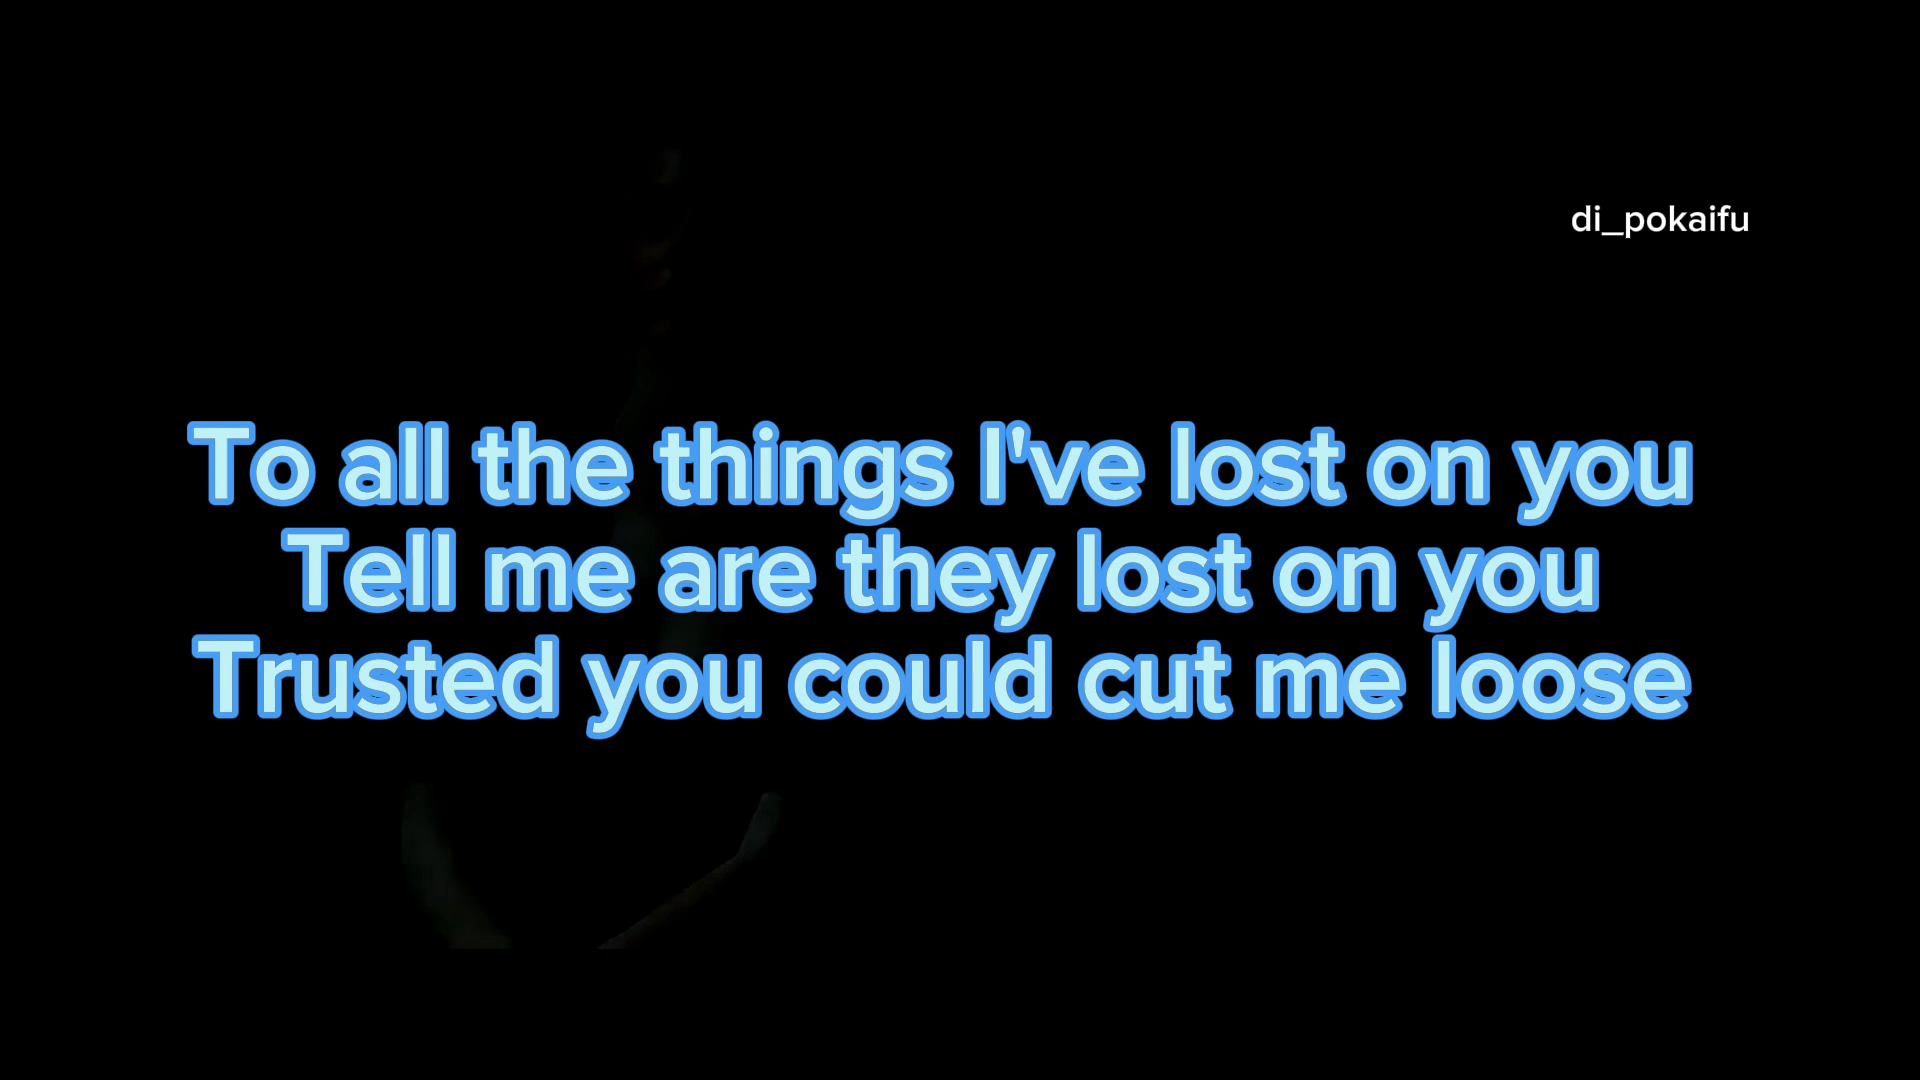 di_pokaifu
To all the things I've lost on you
Tell me are they lost on you
Trusted you could cut me loose